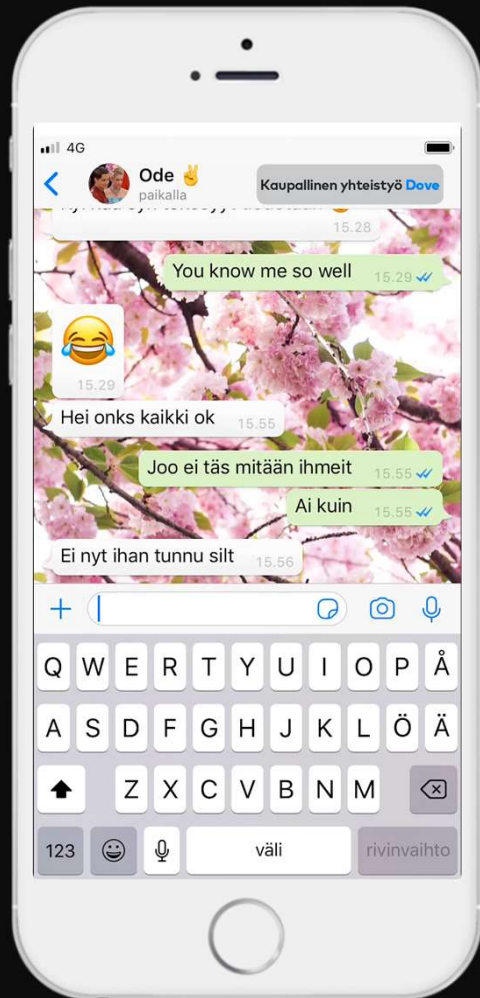 4G
Ode ✌️
paikalla
Kaupallinen yhteistyö Dove
15.28
You know me so well 15.29
😂
15.29
Hei onks kaikki ok 15.55
Joo ei täs mitään ihmeit 15.55
Ai kuin 15.55
Ei nyt ihan tunnu silt 15.56
Q W E R T Y U I O P Å
A S D F G H J K L Ö Ä
Z X C V B N M
123 väli rivinvaihto